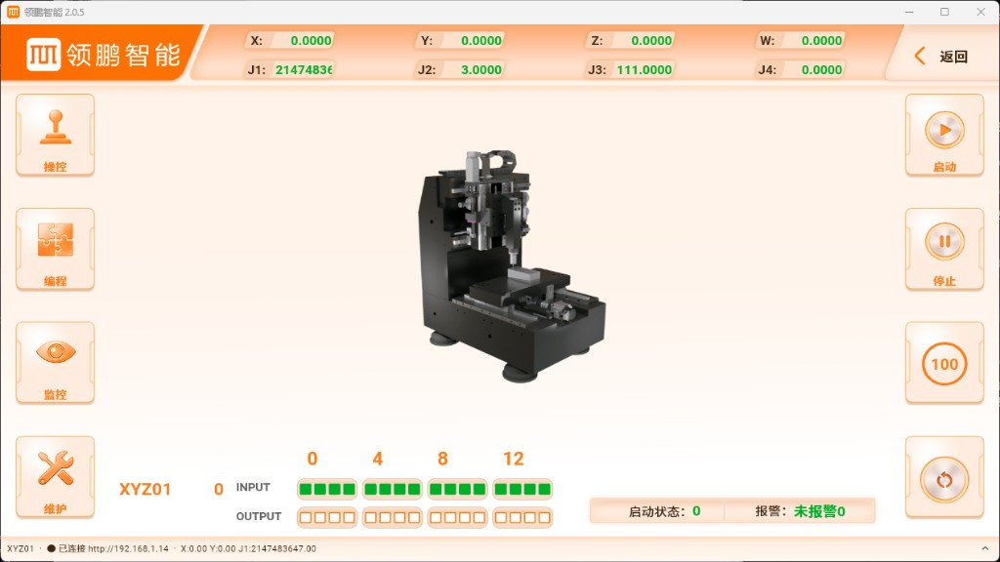 领鹏智能 2.0.5
领鹏智能
X: 0.0000 Y: 0.0000 Z: 0.0000 W: 0.0000
J1: 21474836 J2: 3.0000 J3: 111.0000 J4: 0.0000
返回
操控
启动
编程
停止
监控
100
维护
0 4 8 12
XYZ01 0 INPUT
OUTPUT
启动状态: 0 报警: 未报警0
XYZ01 · ● 已连接 http://192.168.1.14 · X:0.00 Y:0.00 J1:2147483647.00